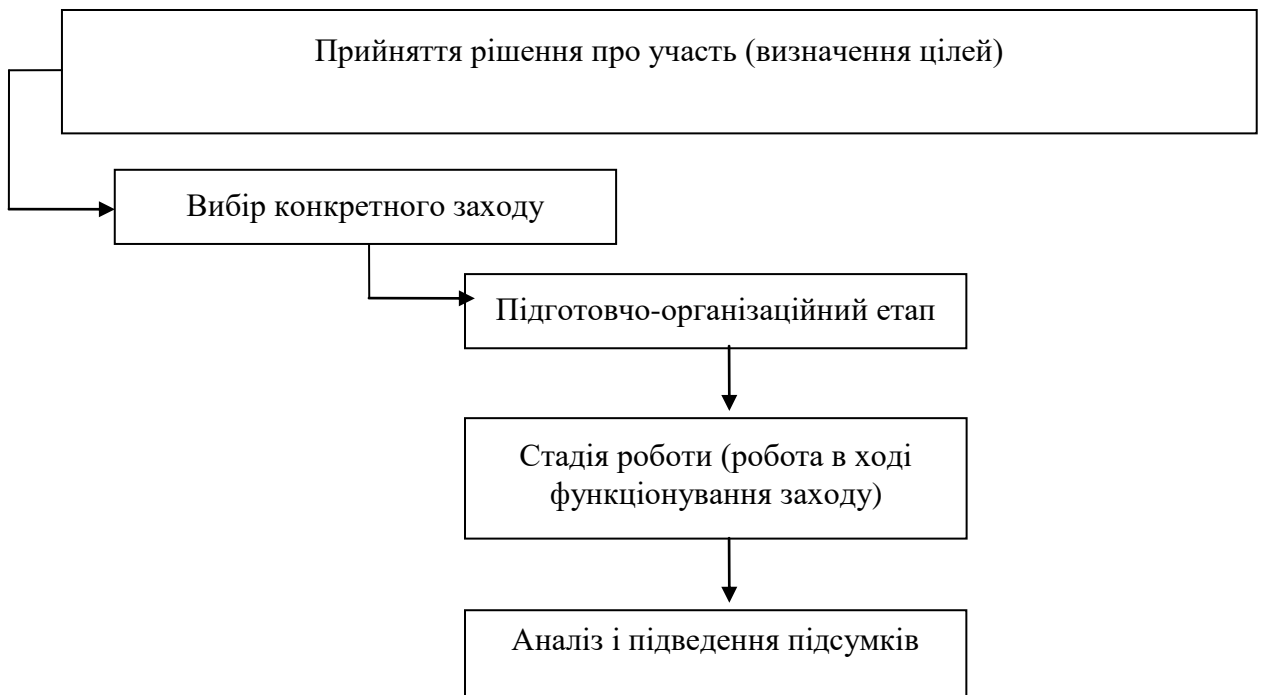 Прийняття рішення про участь (визначення цілей)
Вибір конкретного заходу
Підготовчо-організаційний етап
Стадія роботи (робота в ході
функціонування заходу)
Аналіз і підведення підсумків